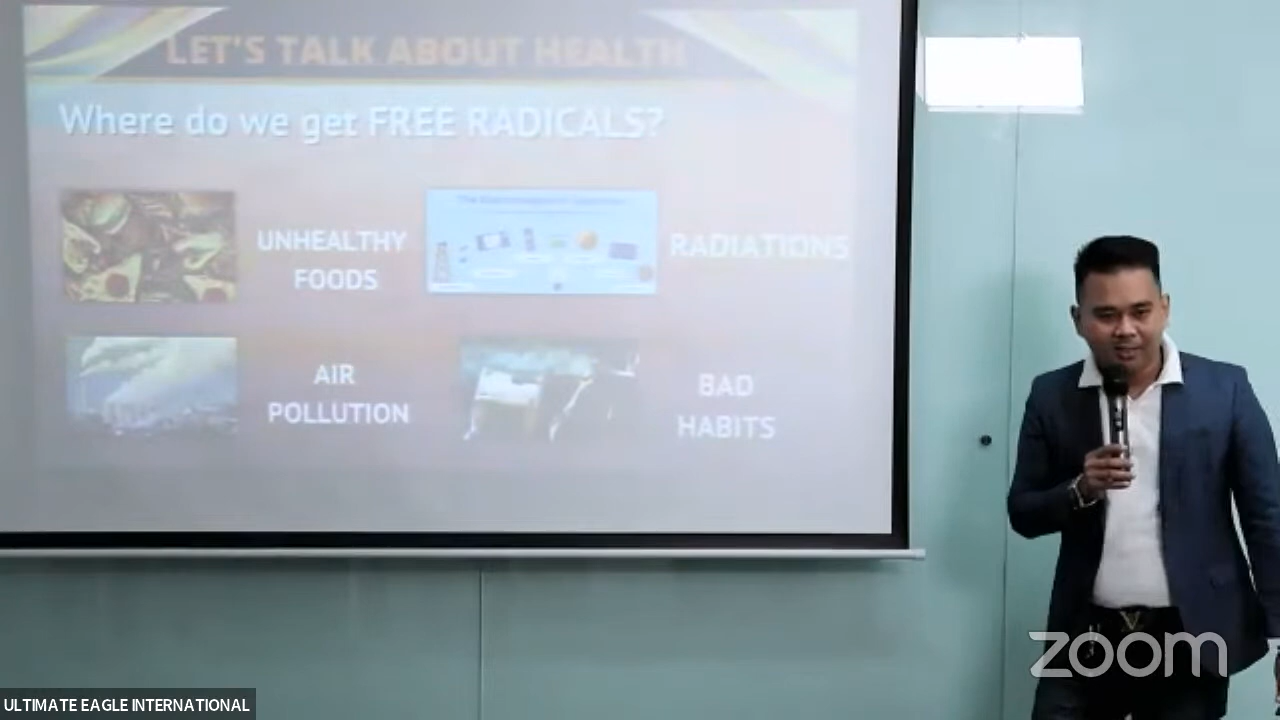 LET'S TALK ABOUT HEALTH
Where do we get FREE RADICALS?
UNHEALTHY
FOODS
RADIATIONS
AIR
POLLUTION
BAD
HABITS
zoom
ULTIMATE EAGLE INTERNATIONAL